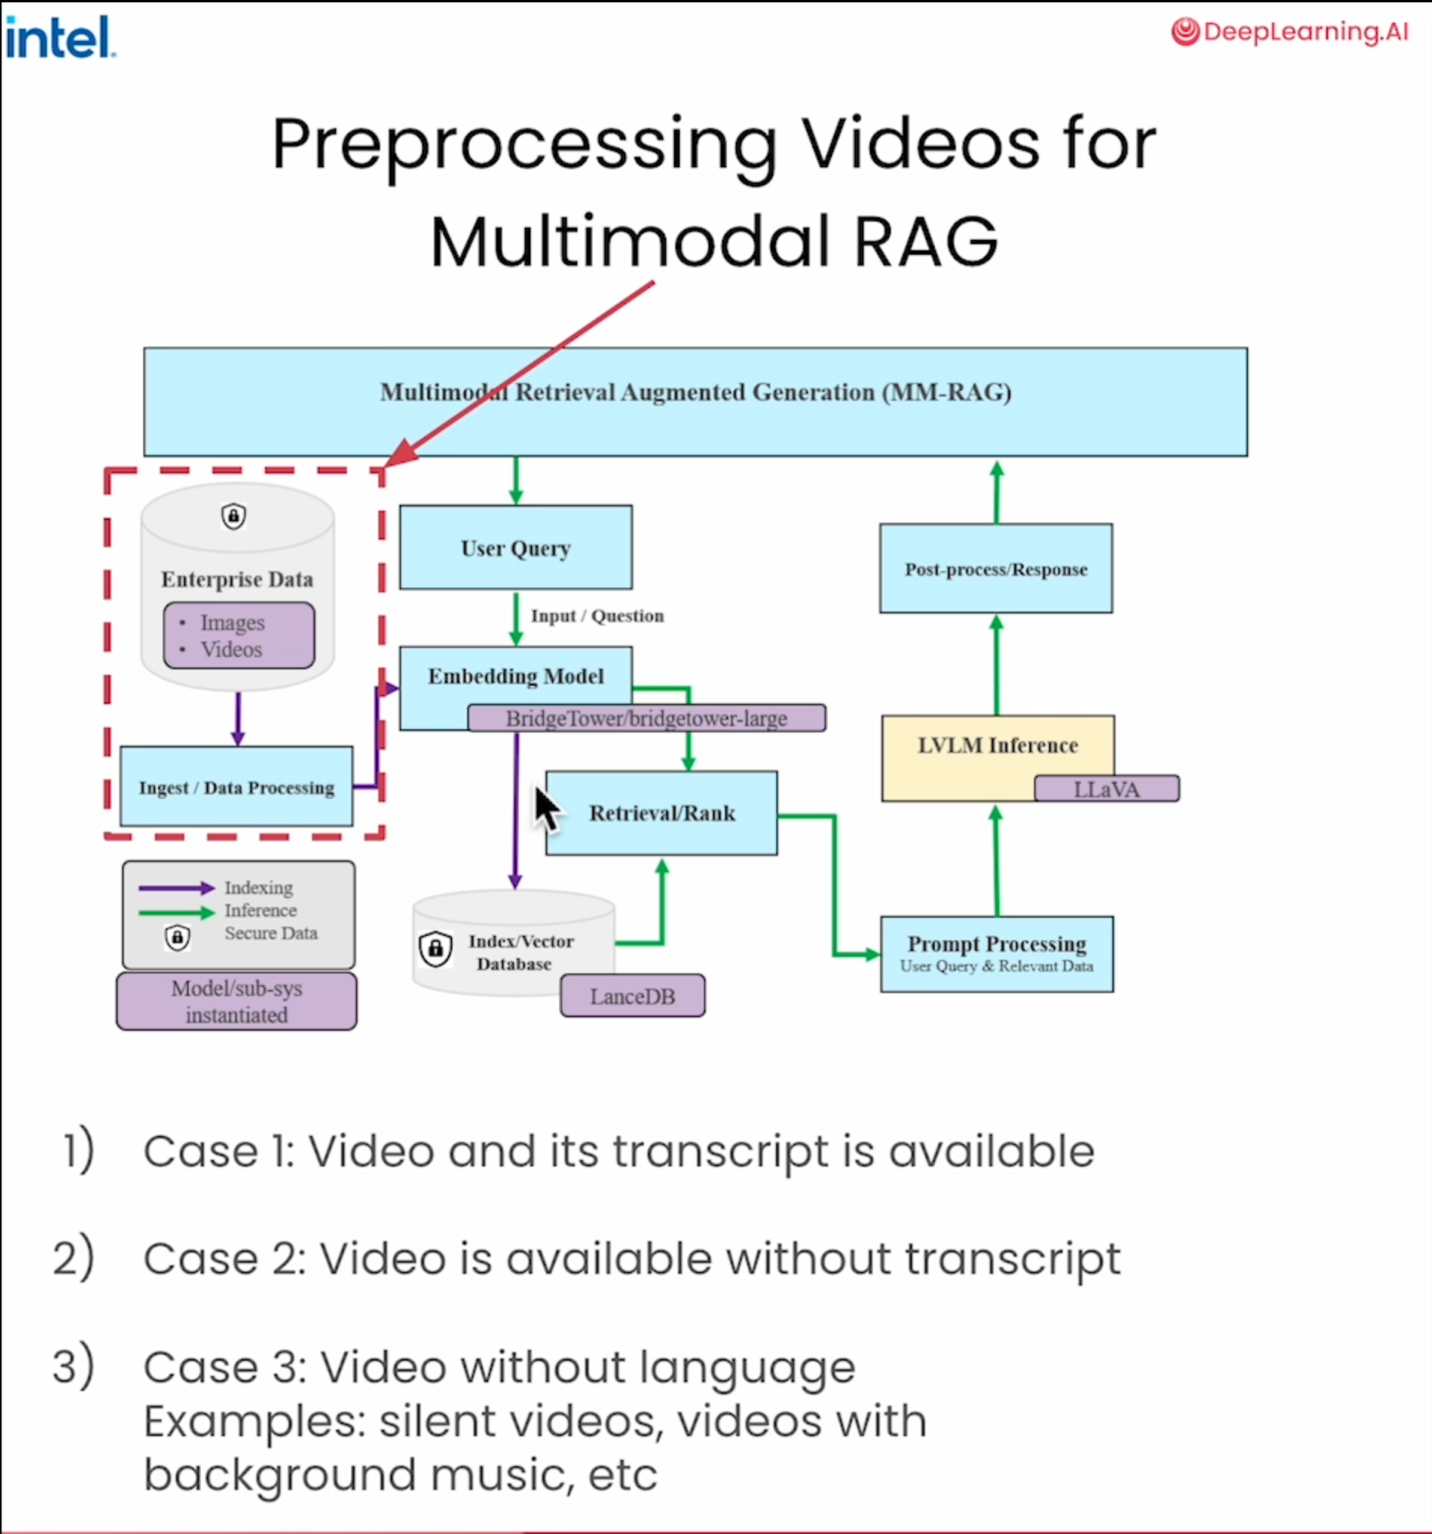 intel.
DeepLearning.AI
Preprocessing Videos for
Multimodal RAG
Multimodal Retrieval Augmented Generation (MM-RAG)
Enterprise Data
• Images
• Videos
Ingest / Data Processing
User Query
Input / Question
Embedding Model
BridgeTower/bridgetower-large
Retrieval/Rank
Index/Vector
Database
LanceDB
Post-process/Response
LVLM Inference
LLaVA
Prompt Processing
User Query & Relevant Data
Indexing
Inference
Secure Data
Model/sub-sys
instantiated
1) Case 1: Video and its transcript is available
2) Case 2: Video is available without transcript
3) Case 3: Video without language
Examples: silent videos, videos with
background music, etc